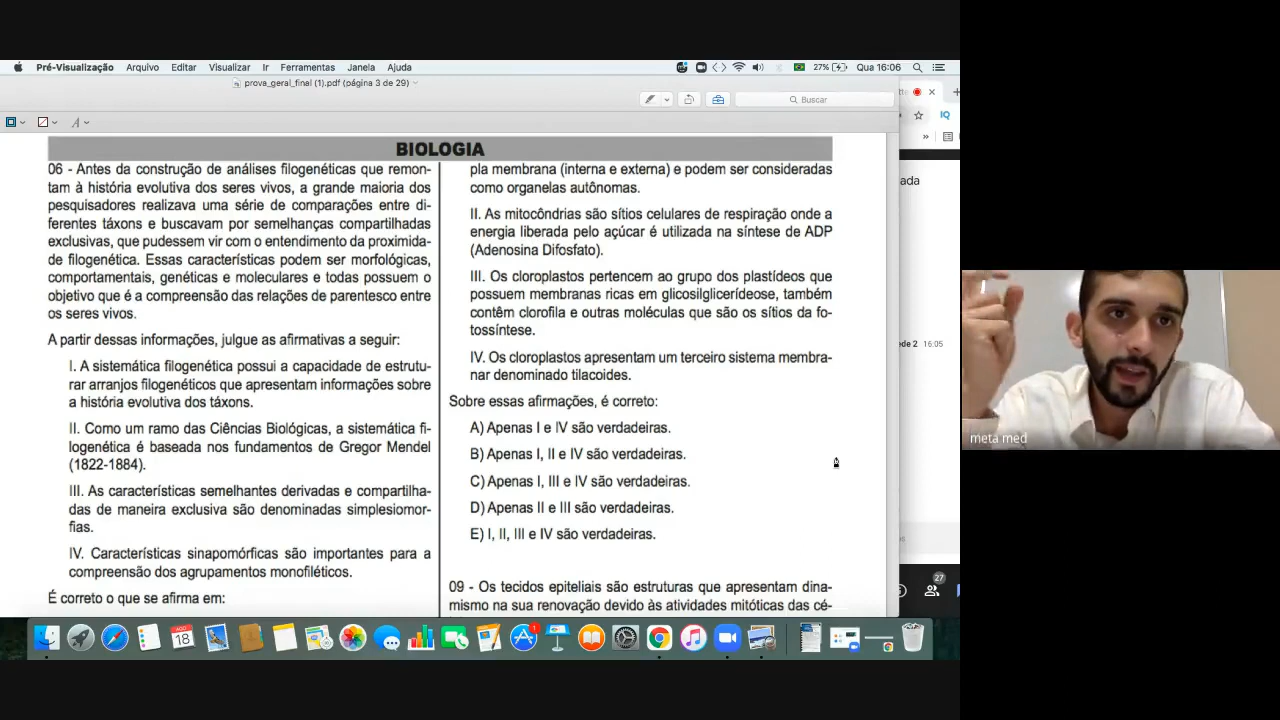 Pré-Visualização Arquivo Editar Visualizar Ir Ferramentas Janela Ajuda
27% Qua 16:06
prova_geral_final (1).pdf (página 3 de 29)
Buscar
BIOLOGIA
06 - Antes da construção de análises filogenéticas que remon-
tam à história evolutiva dos seres vivos, a grande maioria dos
pesquisadores realizava uma série de comparações entre di-
ferentes táxons e buscavam por semelhanças compartilhadas
exclusivas, que pudessem vir com o entendimento da proximida-
de filogenética. Essas características podem ser morfológicas,
comportamentais, genéticas e moleculares e todas possuem o
objetivo que é a compreensão das relações de parentesco entre
os seres vivos.
A partir dessas informações, julgue as afirmativas a seguir:
I. A sistemática filogenética possui a capacidade de estrutu-
rar arranjos filogenéticos que apresentam informações sobre
a história evolutiva dos táxons.
II. Como um ramo das Ciências Biológicas, a sistemática fi-
logenética é baseada nos fundamentos de Gregor Mendel
(1822-1884).
III. As características semelhantes derivadas e compartilha-
das de maneira exclusiva são denominadas simplesiomor-
fias.
IV. Características sinapomórficas são importantes para a
compreensão dos agrupamentos monofiléticos.
É correto o que se afirma em:
pla membrana (interna e externa) e podem ser consideradas
como organelas autônomas.
II. As mitocôndrias são sítios celulares de respiração onde a
energia liberada pelo açúcar é utilizada na síntese de ADP
(Adenosina Difosfato).
III. Os cloroplastos pertencem ao grupo dos plastídeos que
possuem membranas ricas em glicosilglicerídeose, também
contêm clorofila e outras moléculas que são os sítios da fo-
tossíntese.
IV. Os cloroplastos apresentam um terceiro sistema membra-
nar denominado tilacoides.
Sobre essas afirmações, é correto:
A) Apenas I e IV são verdadeiras.
B) Apenas I, II e IV são verdadeiras.
C) Apenas I, III e IV são verdadeiras.
D) Apenas II e III são verdadeiras.
E) I, II, III e IV são verdadeiras.
09 - Os tecidos epiteliais são estruturas que apresentam dina-
mismo na sua renovação devido às atividades mitóticas das cé-
IQ
ada
ede 2 16:05
27
AGO
18
1
meta med